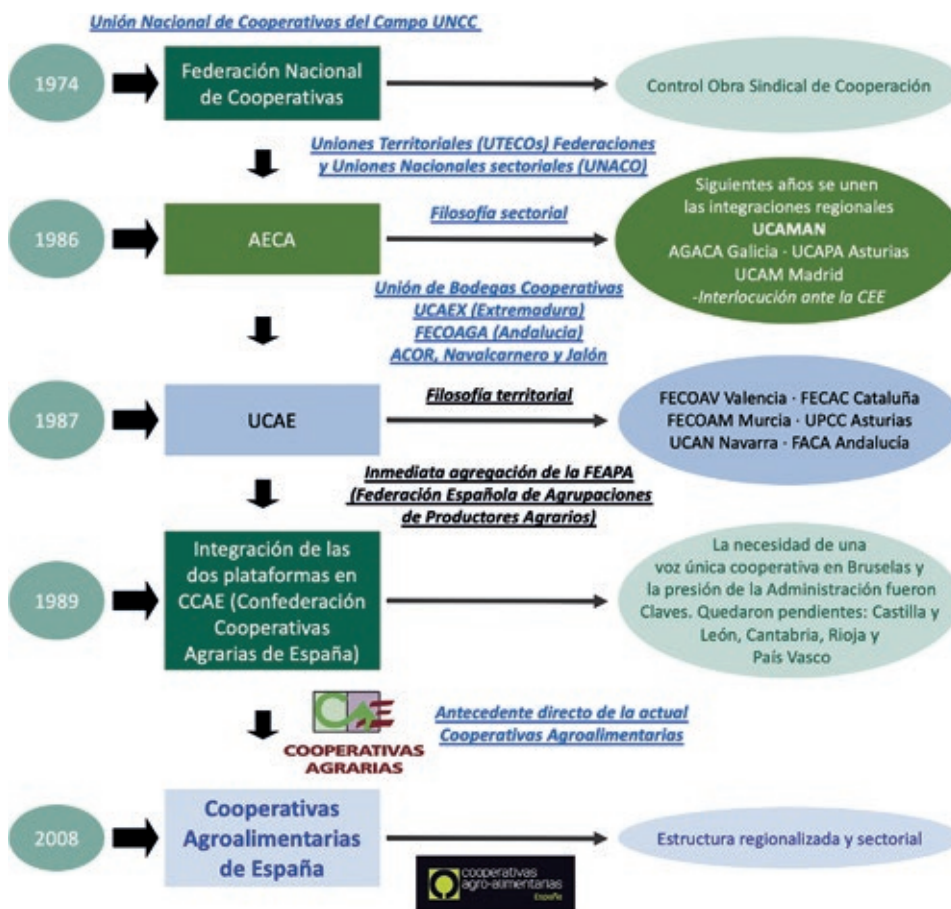 Unión Nacional de Cooperativas del Campo UNCC
1974
Federación Nacional
de Cooperativas
Control Obra Sindical de Cooperación
Uniones Territoriales (UTECOs) Federaciones
y Uniones Nacionales sectoriales (UNACO)
1986
AECA
Filosofía sectorial
Siguientes años se unen
las integraciones regionales
UCAMAN
AGACA Galicia - UCAPA Asturias
UCAM Madrid
-Interlocución ante la CEE
Unión de Bodegas Cooperativas
UCAEX (Extremadura)
FECOAGA (Andalucía)
ACOR, Navalcarnero y Jalón
1987
UCAE
Filosofía territorial
FECOAV Valencia · FECAC Cataluña
FECOAM Murcia · UPCC Asturias
UCAN Navarra · FACA Andalucía
Inmediata agregación de la FEAPA
(Federación Española de Agrupaciones
de Productores Agrarios)
1989
Integración de las
dos plataformas en
CCAE (Confederación
Cooperativas
Agrarias de España)
La necesidad de una
voz única cooperativa en Bruselas y
la presión de la Administración fueron
Claves. Quedaron pendientes: Castilla y
León, Cantabria, Rioja y
País Vasco
CAE
COOPERATIVAS
AGRARIAS
Antecedente directo de la actual
Cooperativas Agroalimentarias
2008
Cooperativas
Agroalimentarias
de España
Estructura regionalizada y sectorial
cooperativas
agro-alimentarias
España